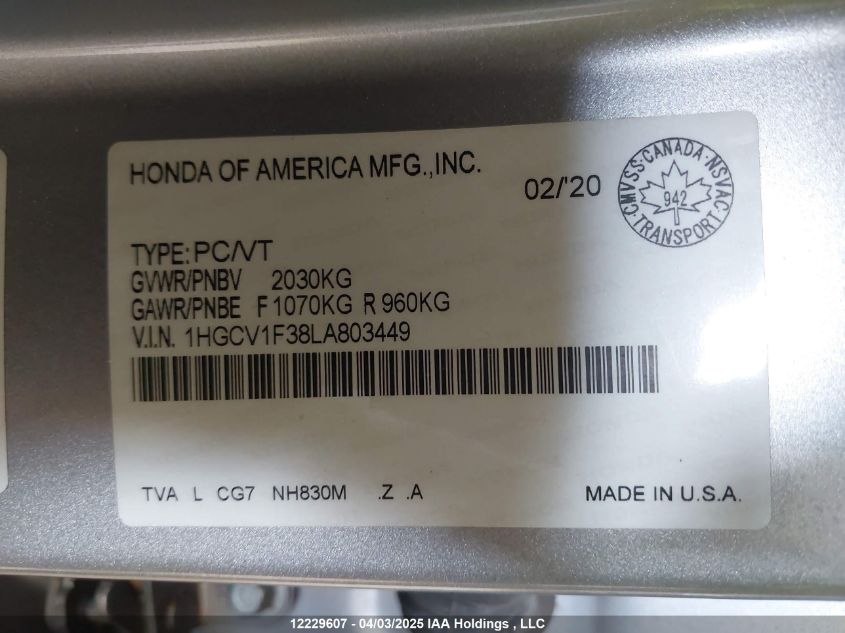 HONDA OF AMERICA MFG.,INC.
02/'20
CMVSS · CANADA · NSVAC · TRANSPORT ·
942
TYPE: PC/VT
GVWR/PNBV 2030KG
GAWR/PNBE F 1070KG R 960KG
V.I.N. 1HGCV1F38LA803449
TVA L CG7 NH830M .Z .A MADE IN U.S.A.
12229607 - 04/03/2025 IAA Holdings , LLC